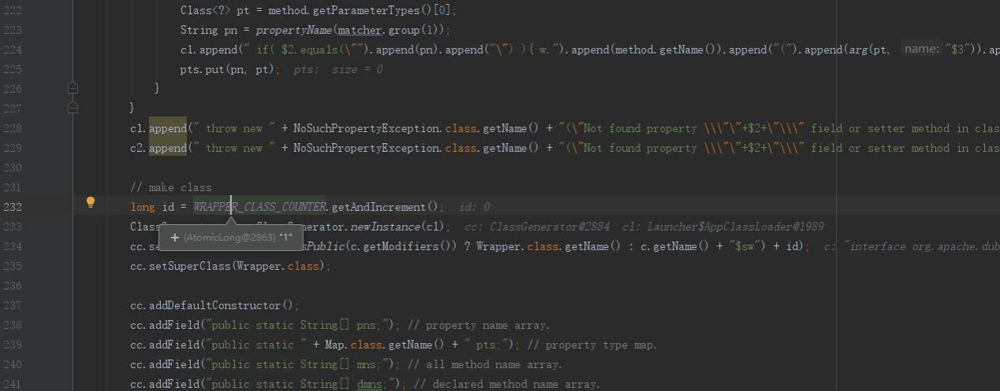 222 Class<?> pt = method.getParameterTypes()[0];
223 String pn = propertyName(matcher.group(1));
224 c1.append(" if( $2.equals(\"").append(pn).append("\") ){ w.").append(method.getName()).append("(").append(arg(pt, name: "$3")).ap
225 pts.put(pn, pt); pts: size = 0
226 }
227 }
228 c1.append(" throw new " + NoSuchPropertyException.class.getName() + "(\"Not found property \\\"\"+$2+\"\\\" field or setter method in clas
229 c2.append(" throw new " + NoSuchPropertyException.class.getName() + "(\"Not found property \\\"\"+$2+\"\\\" field or setter method in clas
230
231 // make class
232 long id = WRAPPER_CLASS_COUNTER.getAndIncrement(); id: 0
233 Class Generator.newInstance(cl); cc: ClassGenerator@2884 cl: Launcher$AppClassLoader@1989
+ {AtomicLong@2863} "1"
234 cc.se sPublic(c.getModifiers()) ? Wrapper.class.getName() : c.getName() + "$sw") + id); c: "interface org.apache.dub
235 cc.setSuperClass(Wrapper.class);
236
237 cc.addDefaultConstructor();
238 cc.addField("public static String[] pns;"); // property name array.
239 cc.addField("public static " + Map.class.getName() + " pts;"); // property type map.
240 cc.addField("public static String[] mns;"); // all method name array.
241 cc.addField("public static String[] dmns;"); // declared method name array.